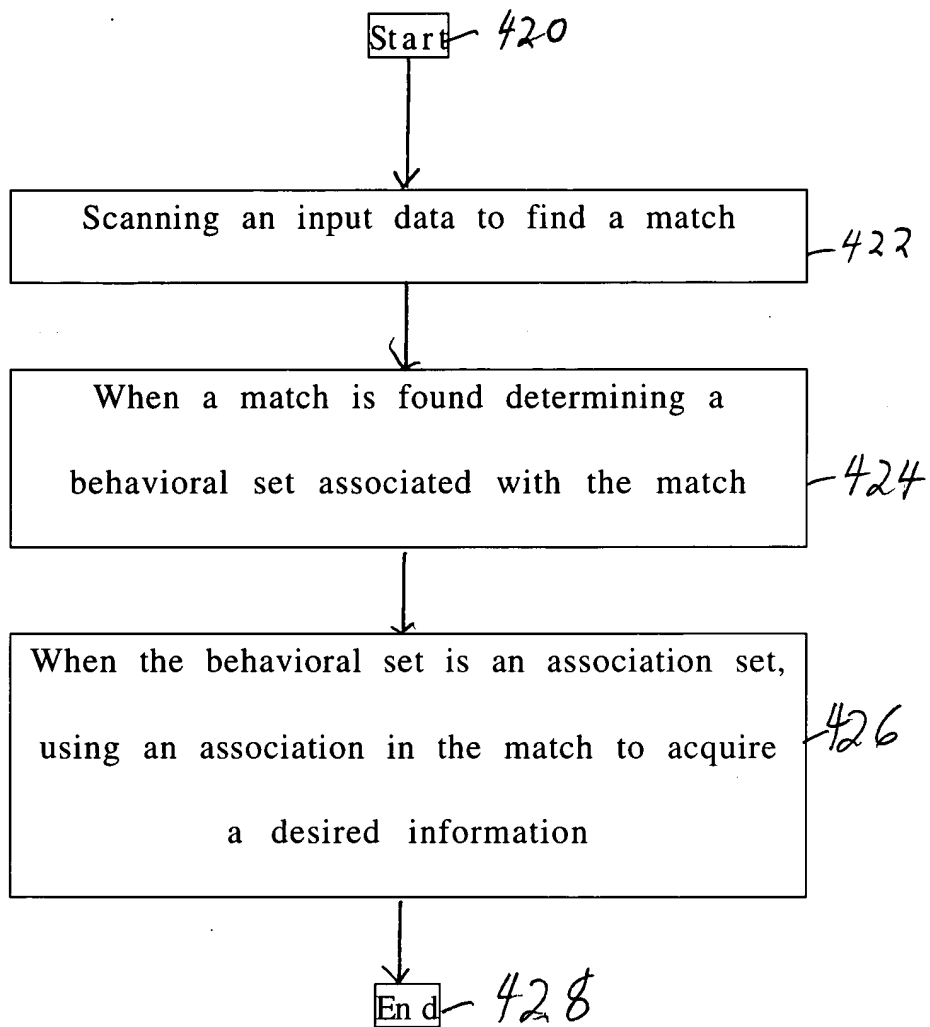 Start 420
Scanning an input data to find a match
422
When a match is found determining a
behavioral set associated with the match 424
When the behavioral set is an association set,
using an association in the match to acquire 426
a desired information
End 428